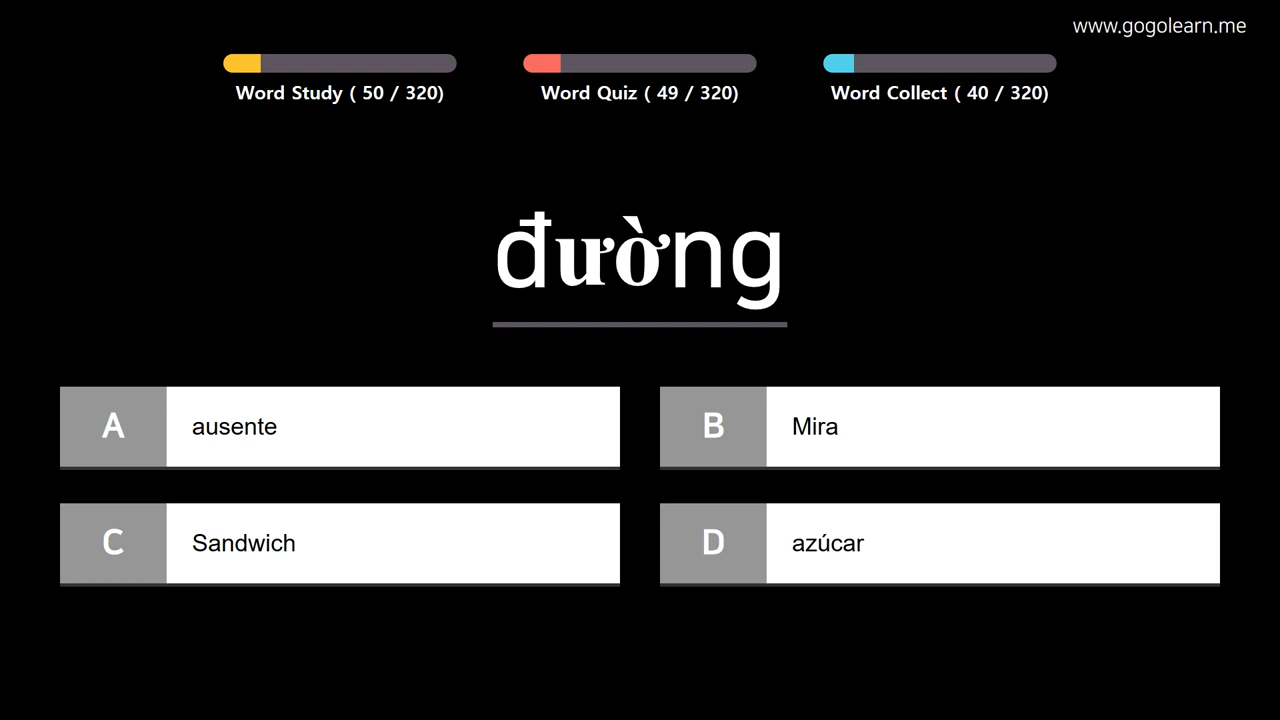 www.gogolearn.me
Word Study ( 50 / 320)
Word Quiz ( 49 / 320)
Word Collect ( 40 / 320)
đường
A ausente
B Mira
C Sandwich
D azúcar